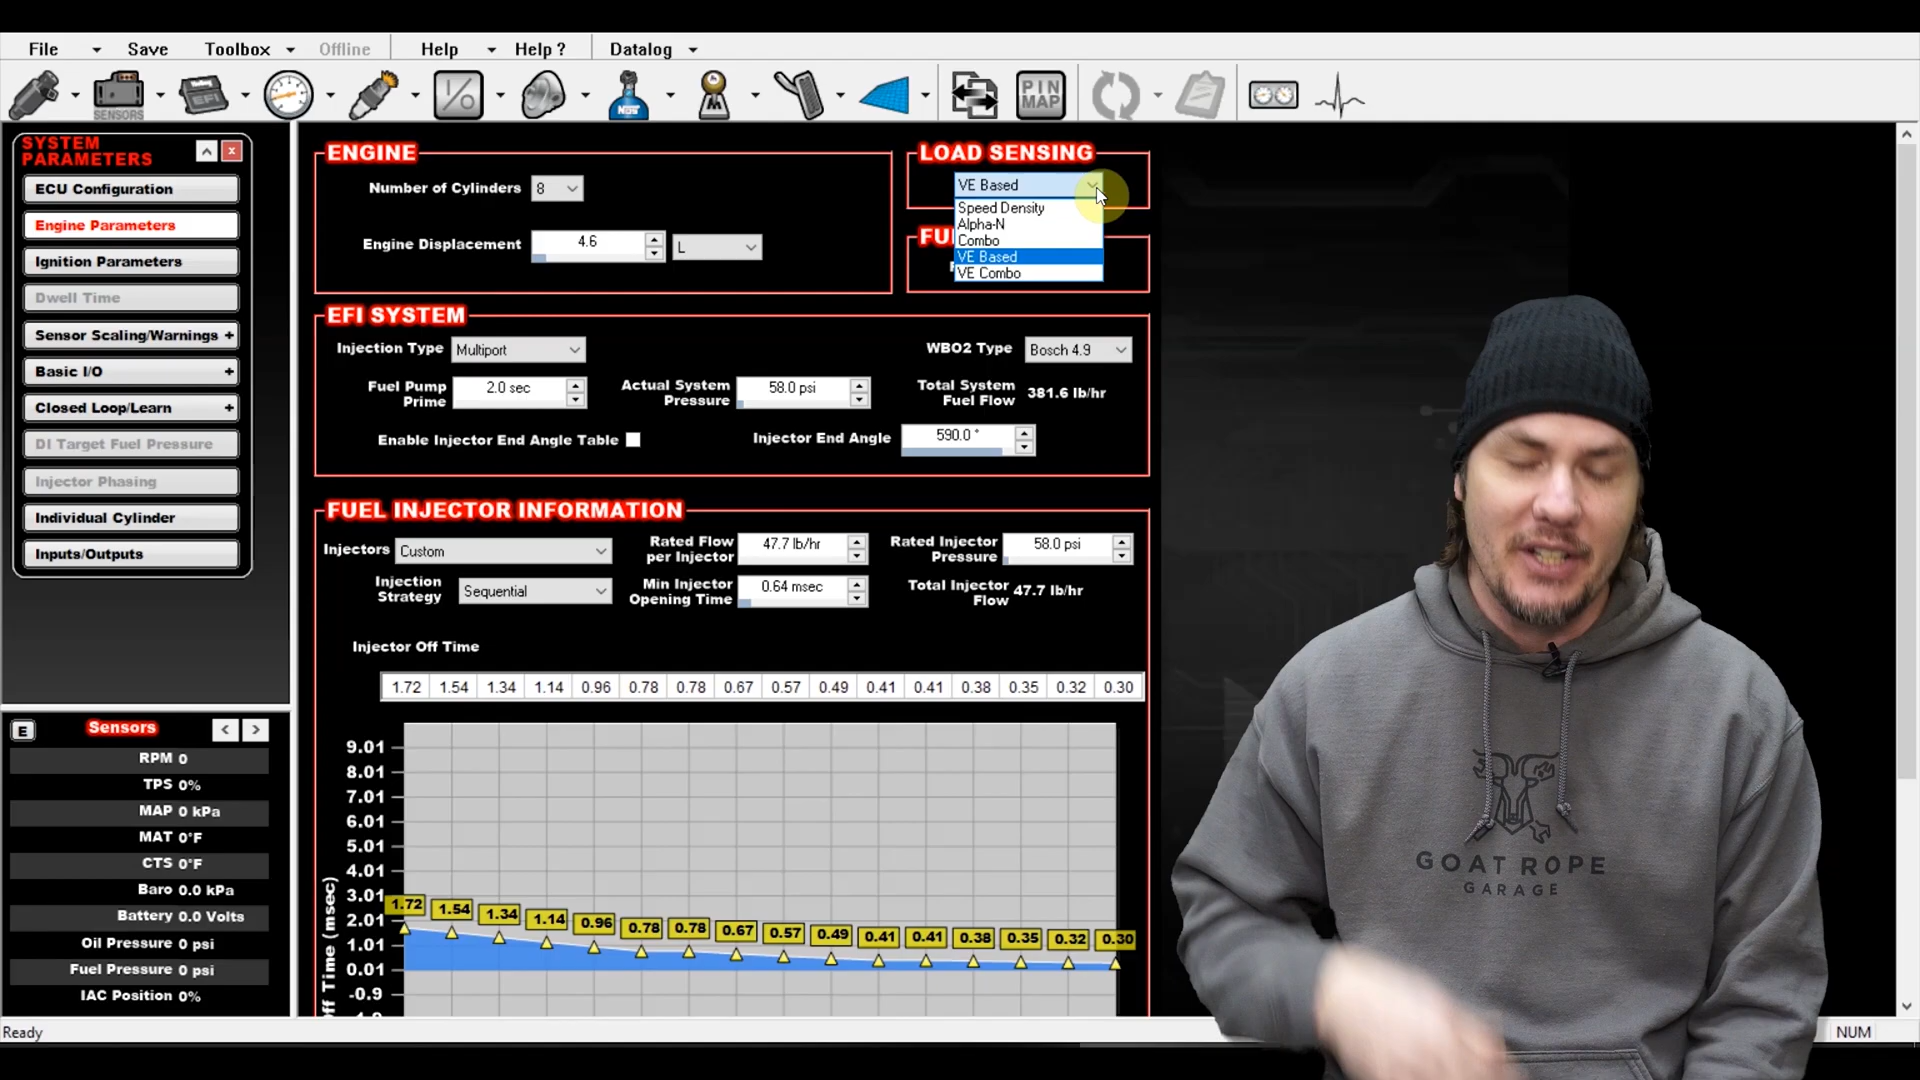 File
Save
Toolbox
Offline
Help
Help ?
Datalog
SENSORS
EFI
I/O
NOS
PIN
MAP
SYSTEM
PARAMETERS
ECU Configuration
Engine Parameters
Ignition Parameters
Dwell Time
Sensor Scaling/Warnings +
Basic I/O +
Closed Loop/Learn +
DI Target Fuel Pressure
Injector Phasing
Individual Cylinder
Inputs/Outputs
E Sensors < >
RPM 0
TPS 0%
MAP 0 kPa
MAT 0°F
CTS 0°F
Baro 0.0 kPa
Battery 0.0 Volts
Oil Pressure 0 psi
Fuel Pressure 0 psi
IAC Position 0%
ENGINE
Number of Cylinders 8
Engine Displacement 4.6 L
LOAD SENSING
VE Based
Speed Density
Alpha-N
Combo
VE Based
VE Combo
FU
EFI SYSTEM
Injection Type Multiport
WBO2 Type Bosch 4.9
Fuel Pump
Prime 2.0 sec
Actual System
Pressure 58.0 psi
Total System
Fuel Flow 381.6 lb/hr
Enable Injector End Angle Table
Injector End Angle 590.0 °
FUEL INJECTOR INFORMATION
Injectors Custom
Rated Flow
per Injector 47.7 lb/hr
Rated Injector
Pressure 58.0 psi
Injection
Strategy Sequential
Min Injector
Opening Time 0.64 msec
Total Injector
Flow 47.7 lb/hr
Injector Off Time
1.72 1.54 1.34 1.14 0.96 0.78 0.78 0.67 0.57 0.49 0.41 0.41 0.38 0.35 0.32 0.30
9.01
8.01
7.01
6.01
5.01
4.01
3.01
2.01
1.01
0.01
-0.9
ff Time (msec)
1.72 1.54 1.34 1.14 0.96 0.78 0.78 0.67 0.57 0.49 0.41 0.41 0.38 0.35 0.32 0.30
GOAT ROPE
GARAGE
Ready
NUM